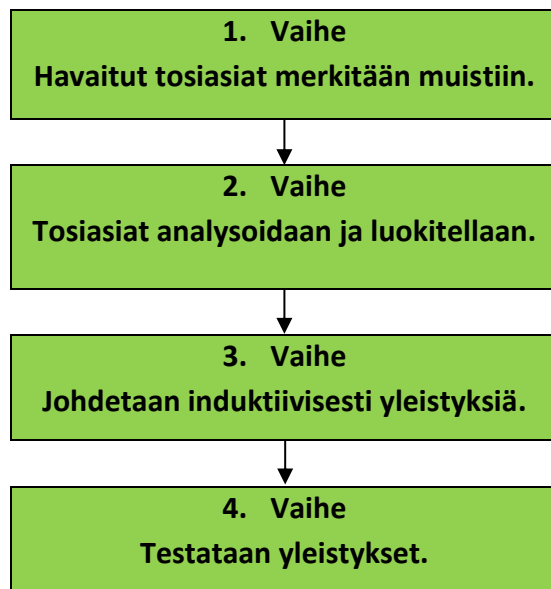 1. Vaihe
Havaitut tosiasiat merkitään muistiin.
2. Vaihe
Tosiasiat analysoidaan ja luokitellaan.
3. Vaihe
Johdetaan induktiivisesti yleistyksiä.
4. Vaihe
Testataan yleistykset.